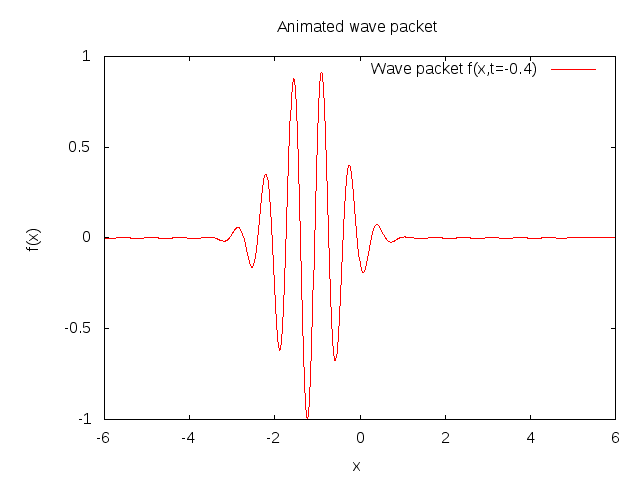 Animated wave packet
Wave packet f(x,t=-0.4)
1
0.5
0
-0.5
-1
f(x)
-6 -4 -2 0 2 4 6
x